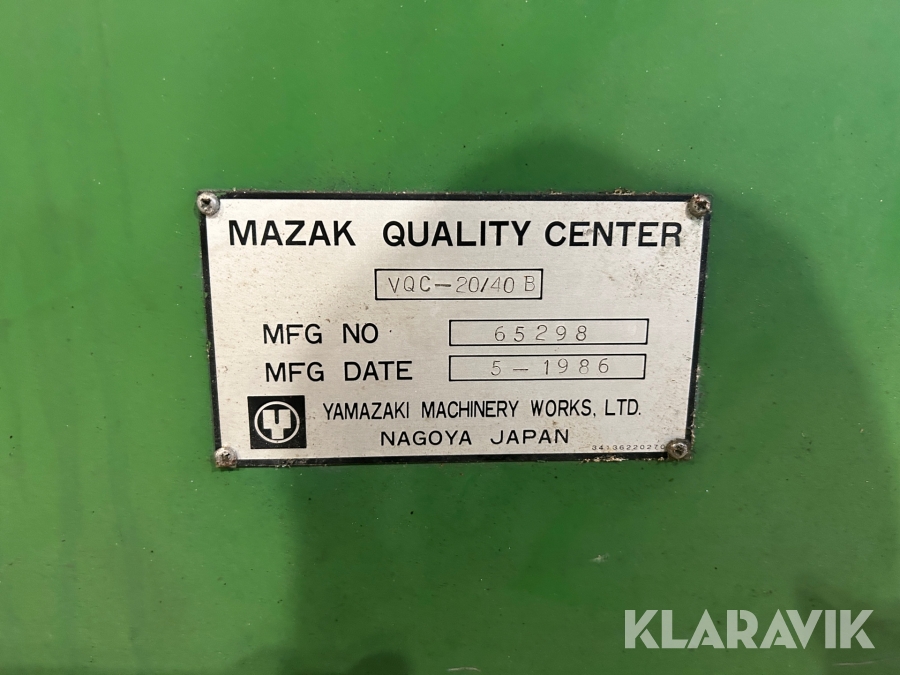 MAZAK QUALITY CENTER
VQC-20/40 B
MFG NO 65298
MFG DATE 5-1986
YAMAZAKI MACHINERY WORKS, LTD.
NAGOYA JAPAN
34136220270
KLARAVIK